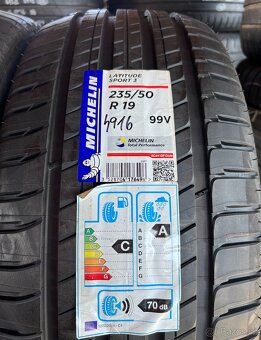 MICHELIN
LATITUDE
SPORT 3
235/50
R 19
4916
99V
MICHELIN
Total Performance
C
A
A
B
C
D
E
F
G
70 dB